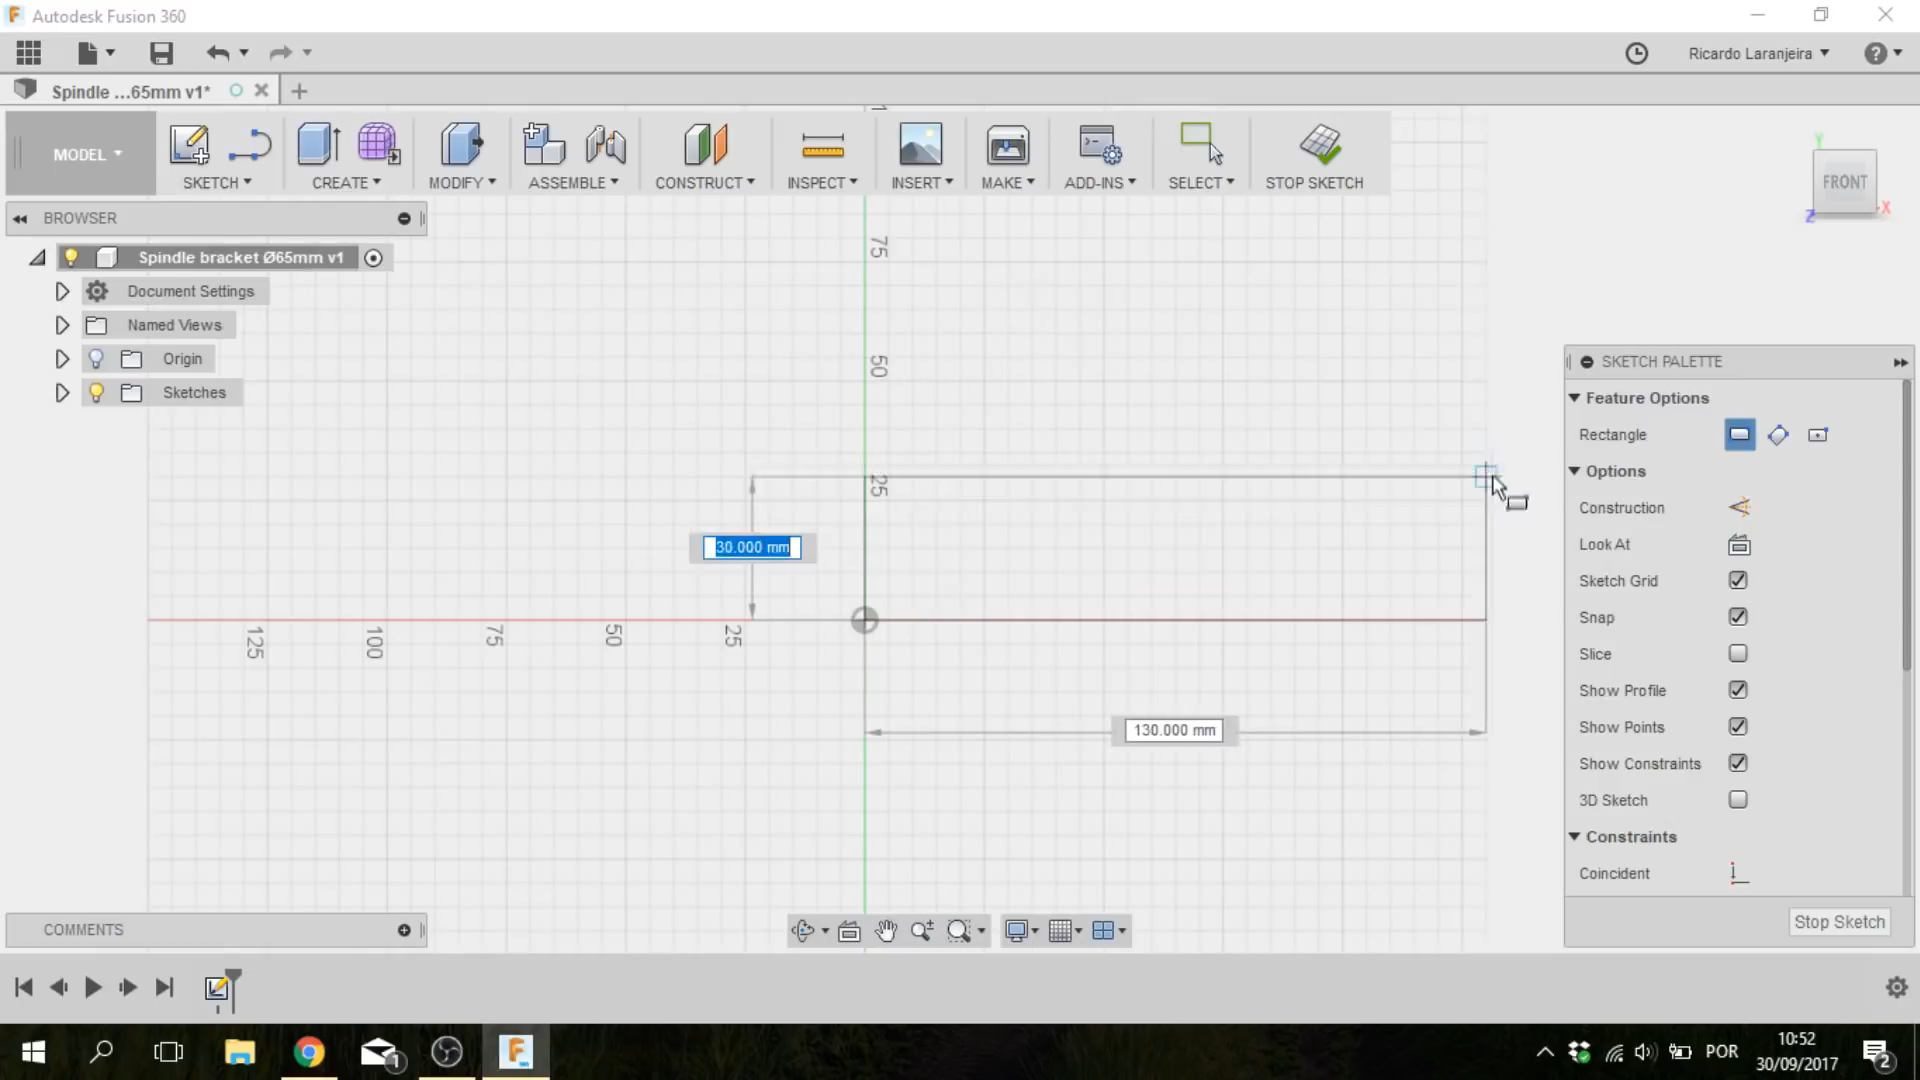 Autodesk Fusion 360
Ricardo Laranjeira
Spindle ...65mm v1*
MODEL
SKETCH
CREATE
MODIFY
ASSEMBLE
CONSTRUCT
INSPECT
INSERT
MAKE
ADD-INS
SELECT
STOP SKETCH
FRONT
Y
X
Z
BROWSER
Spindle bracket Ø65mm v1
Document Settings
Named Views
Origin
Sketches
75
50
25
30.000 mm
125
100
75
50
25
130.000 mm
SKETCH PALETTE
Feature Options
Rectangle
Options
Construction
Look At
Sketch Grid
Snap
Slice
Show Profile
Show Points
Show Constraints
3D Sketch
Constraints
Coincident
Stop Sketch
COMMENTS
1
POR
10:52
30/09/2017
2